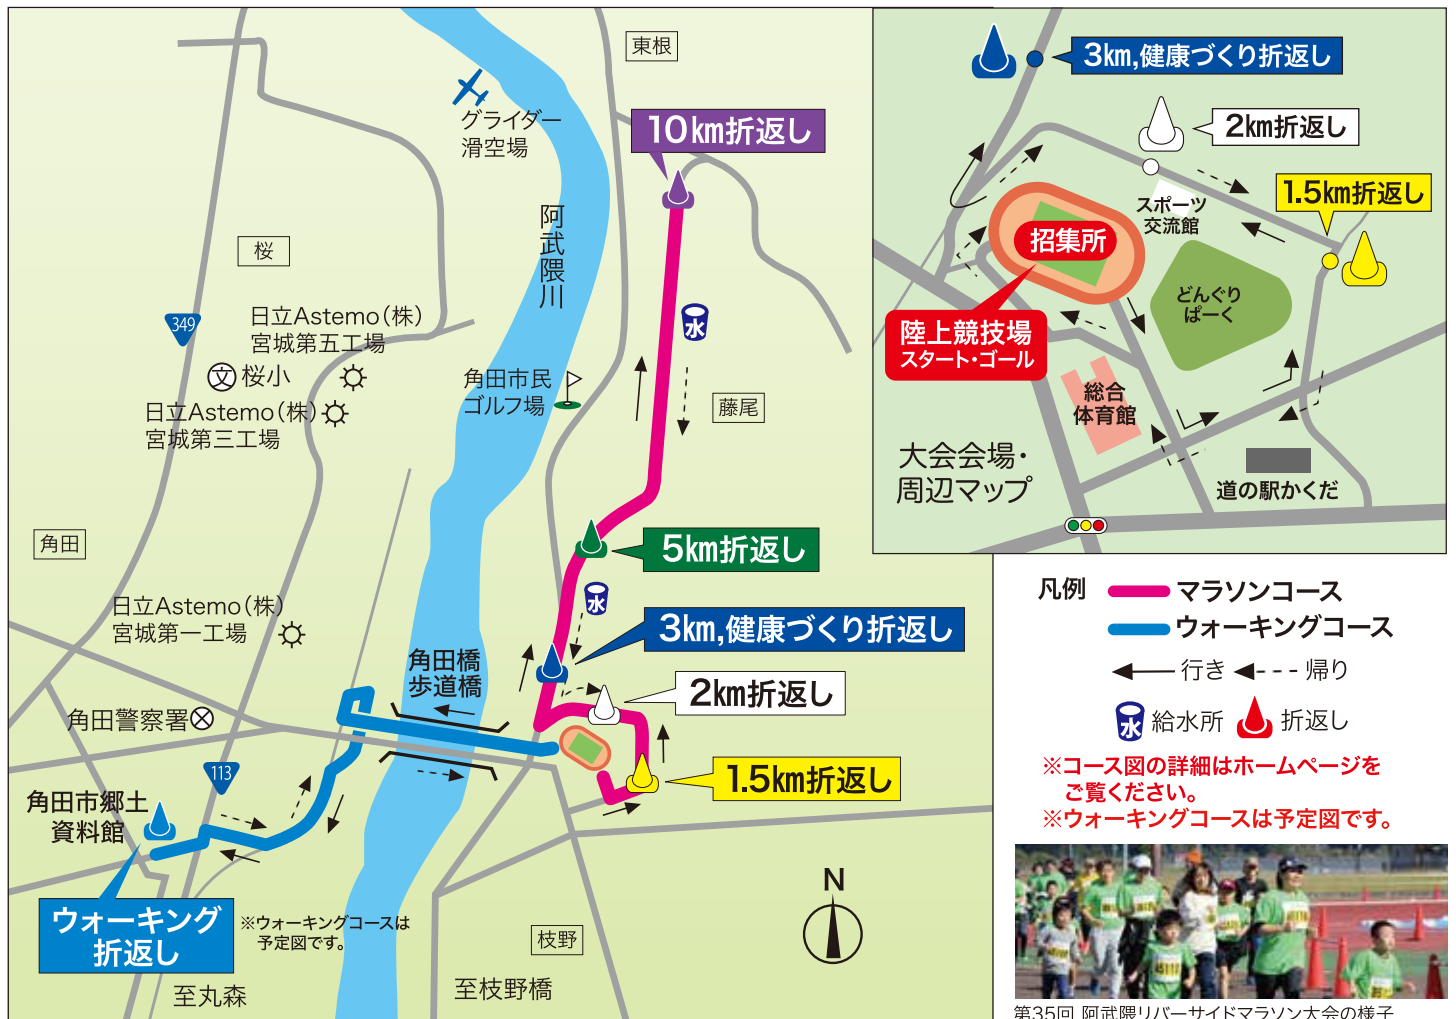 東根
グライダー
滑空場
10km折返し
阿武隈川
桜
349
日立Astemo(株)
宮城第五工場
文
桜小
日立Astemo(株)
宮城第三工場
角田市民
ゴルフ場
水
藤尾
角田
5km折返し
水
日立Astemo(株)
宮城第一工場
3km,健康づくり折返し
角田橋
歩道橋
2km折返し
角田警察署
113
1.5km折返し
角田市郷土
資料館
ウォーキング
折返し
※ウォーキングコースは
予定図です。
N
枝野
至丸森
至枝野橋
3km,健康づくり折返し
2km折返し
1.5km折返し
スポーツ
交流館
招集所
どんぐり
ぱーく
陸上競技場
スタート・ゴール
総合
体育館
大会会場・
周辺マップ
道の駅かくだ
凡例
マラソンコース
ウォーキングコース
行き
帰り
水
給水所
折返し
※コース図の詳細はホームページを
ご覧ください。
※ウォーキングコースは予定図です。
第35回 阿武隈リバーサイドマラソン大会の様子